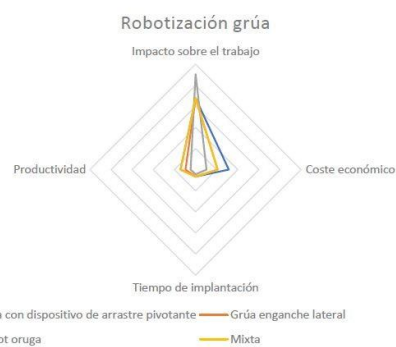 Robotización grúa
Impacto sobre el trabajo
Productividad
Coste económico
Tiempo de implantación
con dispositivo de arrastre pivotante
Grúa enganche lateral
oruga
Mixta